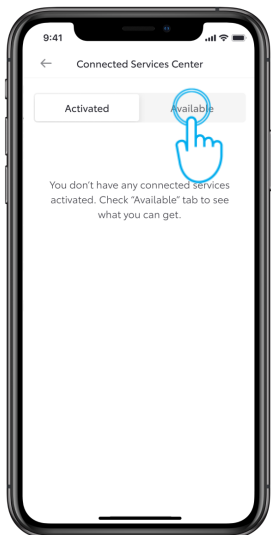 9:41
Connected Services Center
Activated Available
You don't have any connected services
activated. Check "Available" tab to see
what you can get.